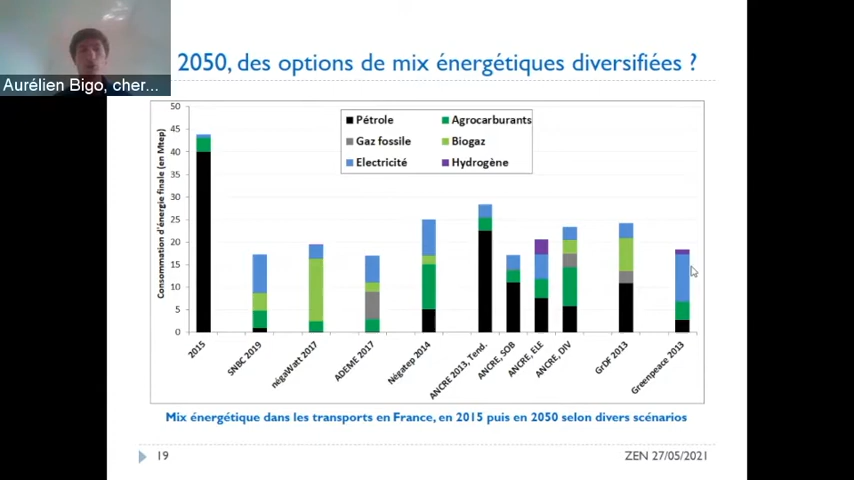 Aurélien Bigo, cher...
2050, des options de mix énergétiques diversifiées ?
Consommation d'énergie finale (en Mtep)
50
45
40
35
30
25
20
15
10
5
0
Pétrole
Agrocarburants
Gaz fossile
Biogaz
Electricité
Hydrogène
2015
SNBC 2019
négaWatt 2017
ADEME 2017
Négatep 2014
ANCRE 2013, Tend.
ANCRE, SOB
ANCRE, ELE
ANCRE, DIV
GrDF 2013
Greenpeace 2013
Mix énergétique dans les transports en France, en 2015 puis en 2050 selon divers scénarios
19
ZEN 27/05/2021